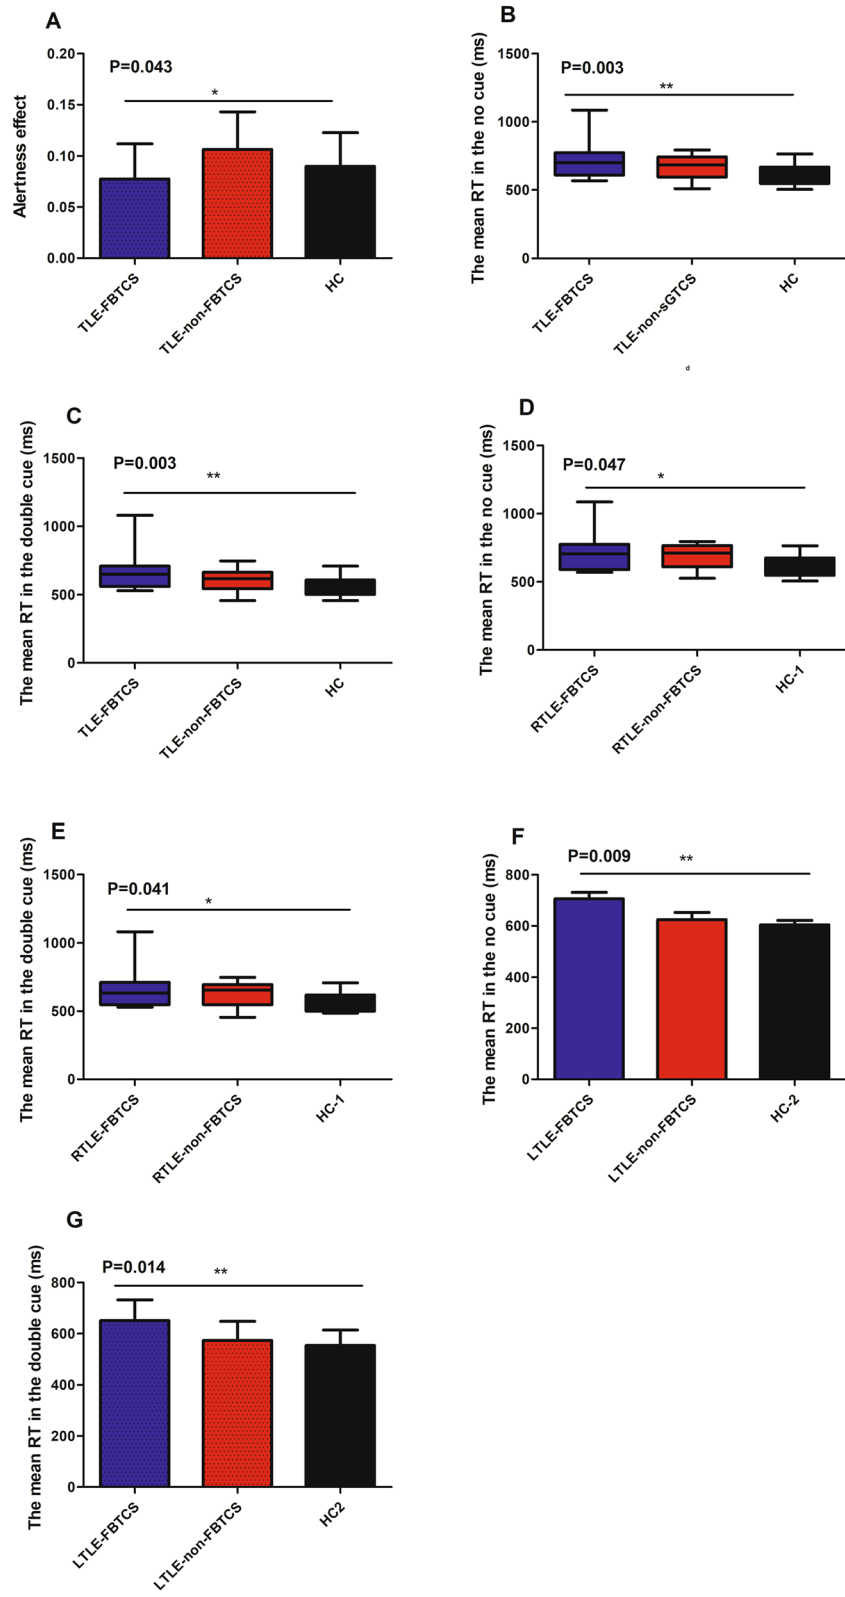 A
Alertness effect
0.20
0.15
0.10
0.05
0.00
P=0.043
*
TLE-FBTCS
TLE-non-FBTCS
HC
B
The mean RT in the no cue (ms)
1500
1000
500
0
P=0.003
**
TLE-FBTCS
TLE-non-sGTCS
HC
d
C
The mean RT in the double cue (ms)
1500
1000
500
0
P=0.003
**
TLE-FBTCS
TLE-non-FBTCS
HC
D
The mean RT in the no cue (ms)
1500
1000
500
0
P=0.047
*
RTLE-FBTCS
RTLE-non-FBTCS
HC-1
E
The mean RT in the double cue (ms)
1500
1000
500
0
P=0.041
*
RTLE-FBTCS
RTLE-non-FBTCS
HC-1
F
The mean RT in the no cue (ms)
800
600
400
200
0
P=0.009
**
LTLE-FBTCS
LTLE-non-FBTCS
HC-2
G
The mean RT in the double cue (ms)
800
600
400
200
0
P=0.014
**
LTLE-FBTCS
LTLE-non-FBTCS
HC2